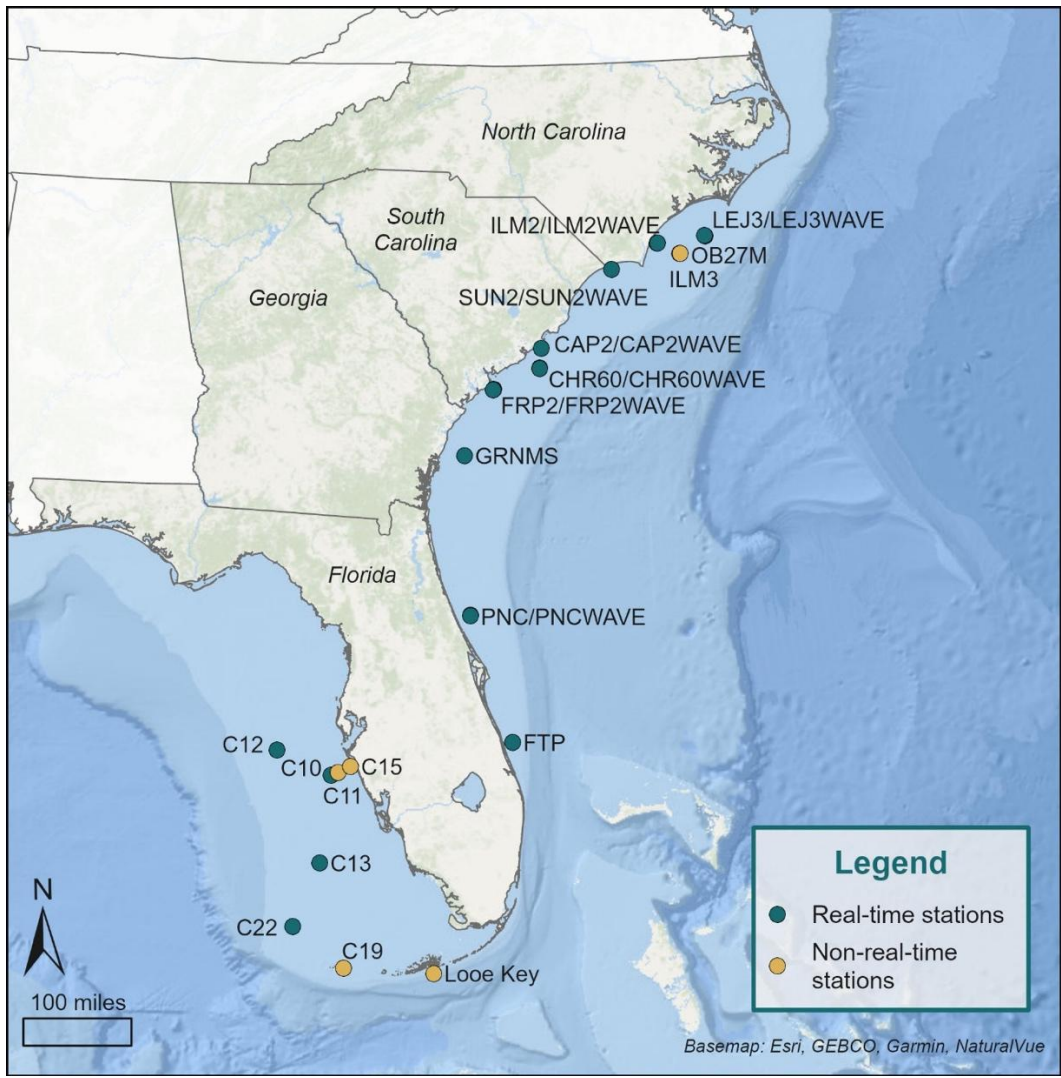 North Carolina
South
Carolina
ILM2/ILM2WAVE
LEJ3/LEJ3WAVE
OB27M
ILM3
SUN2/SUN2WAVE
Georgia
CAP2/CAP2WAVE
CHR60/CHR60WAVE
FRP2/FRP2WAVE
GRNMS
Florida
PNC/PNCWAVE
FTP
C12
C10
C15
C11
C13
C22
C19
Looe Key
N
100 miles
Legend
Real-time stations
Non-real-time
stations
Basemap: Esri, GEBCO, Garmin, NaturalVue